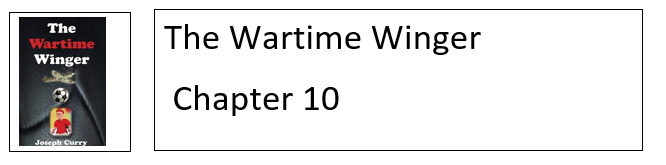 The
Wartime
Winger
Joseph Curry
The Wartime Winger
Chapter 10